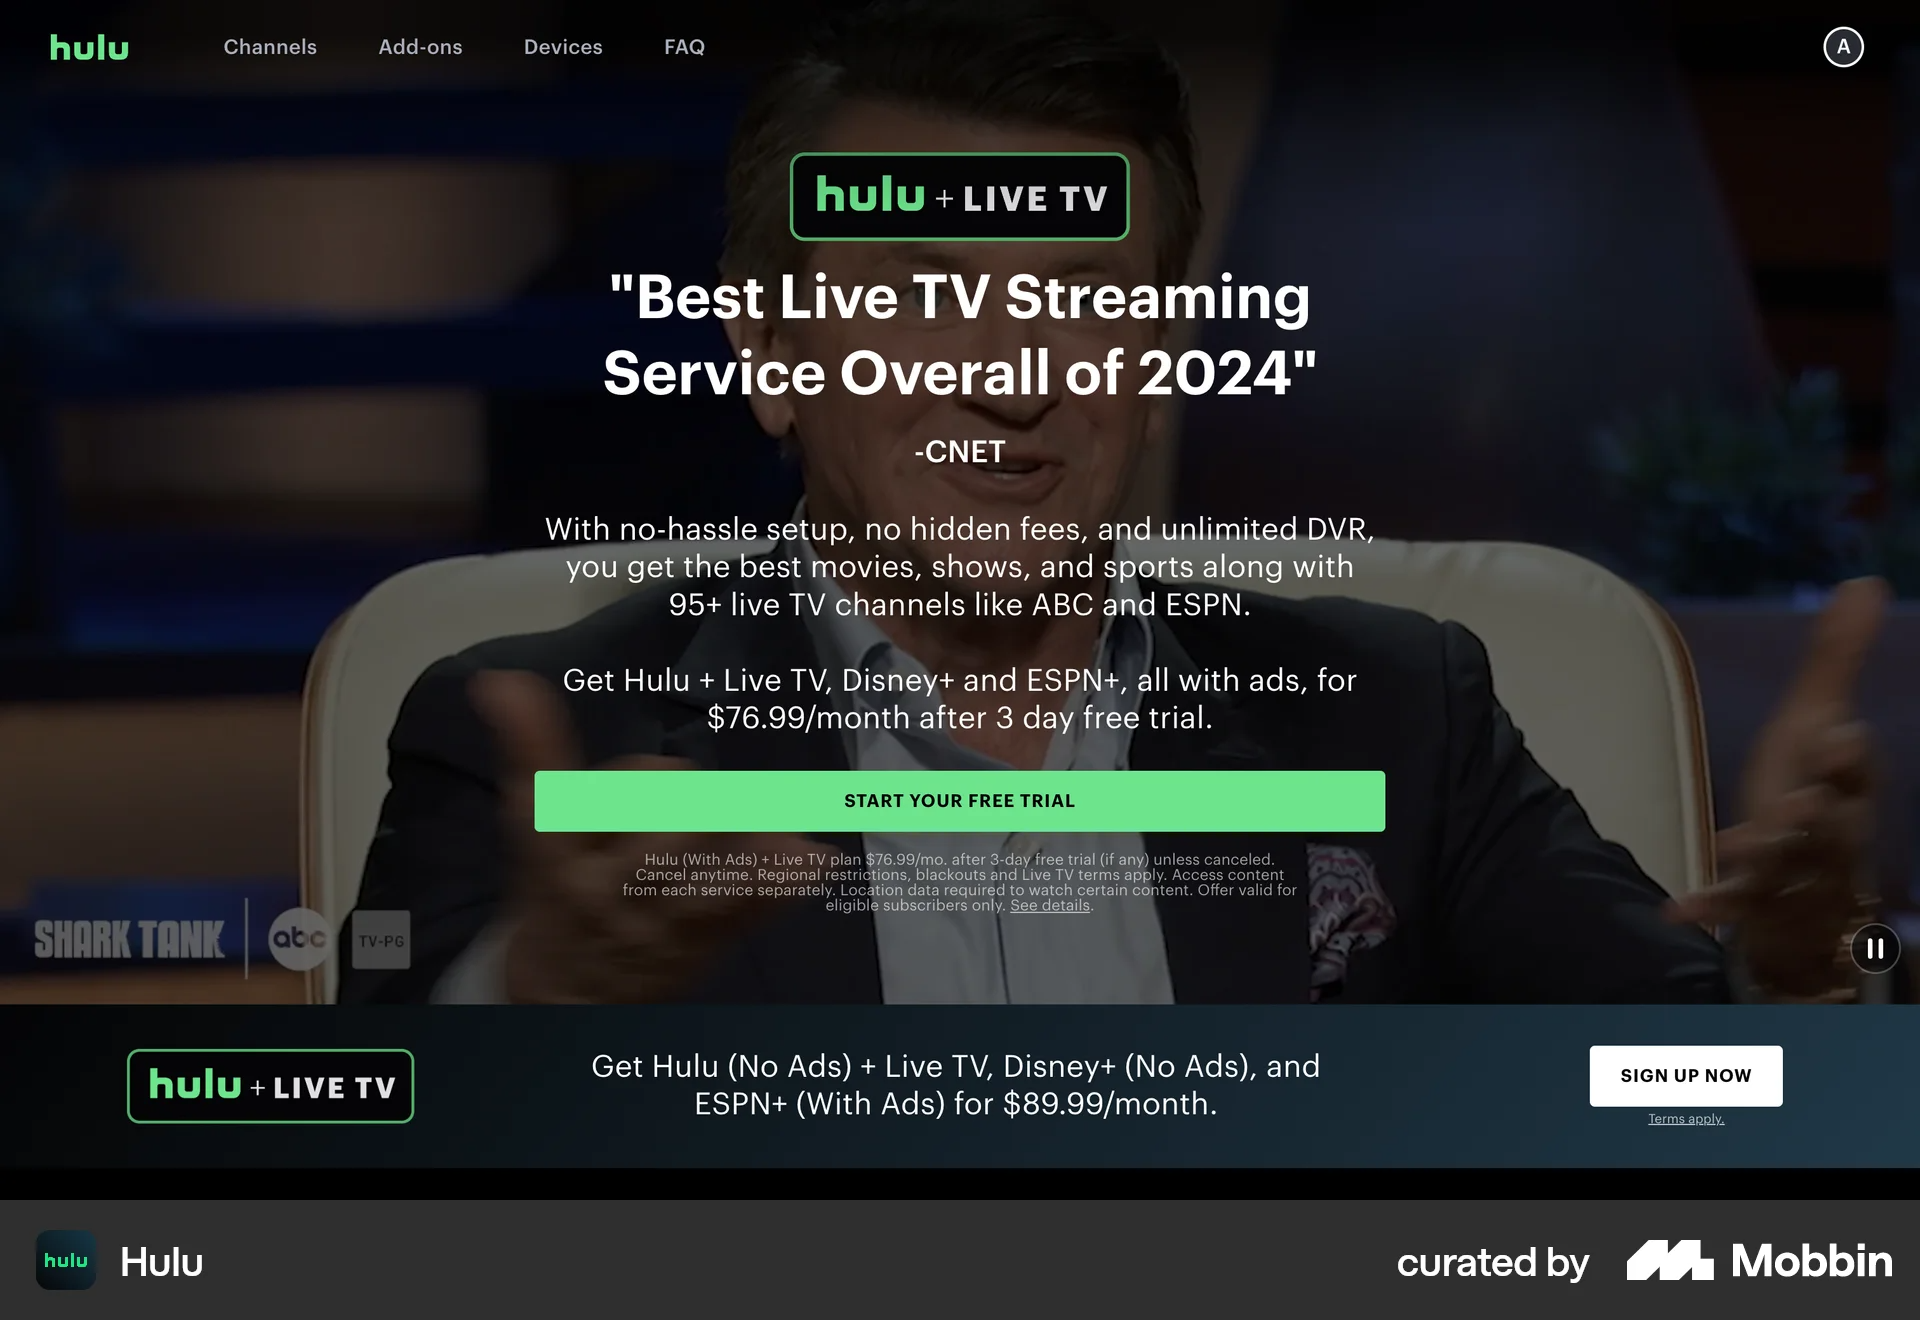 hulu Channels Add-ons Devices FAQ A
hulu + LIVE TV
"Best Live TV Streaming
Service Overall of 2024"
-CNET
With no-hassle setup, no hidden fees, and unlimited DVR,
you get the best movies, shows, and sports along with
95+ live TV channels like ABC and ESPN.
Get Hulu + Live TV, Disney+ and ESPN+, all with ads, for
$76.99/month after 3 day free trial.
START YOUR FREE TRIAL
Hulu (With Ads) + Live TV plan $76.99/mo. after 3-day free trial (if any) unless canceled.
Cancel anytime. Regional restrictions, blackouts and Live TV terms apply. Access content
from each service separately. Location data required to watch certain content. Offer valid for
eligible subscribers only. See details.
SHARK TANK abc TV-PG
hulu + LIVE TV
Get Hulu (No Ads) + Live TV, Disney+ (No Ads), and
ESPN+ (With Ads) for $89.99/month.
SIGN UP NOW
Terms apply.
hulu Hulu
curated by Mobbin